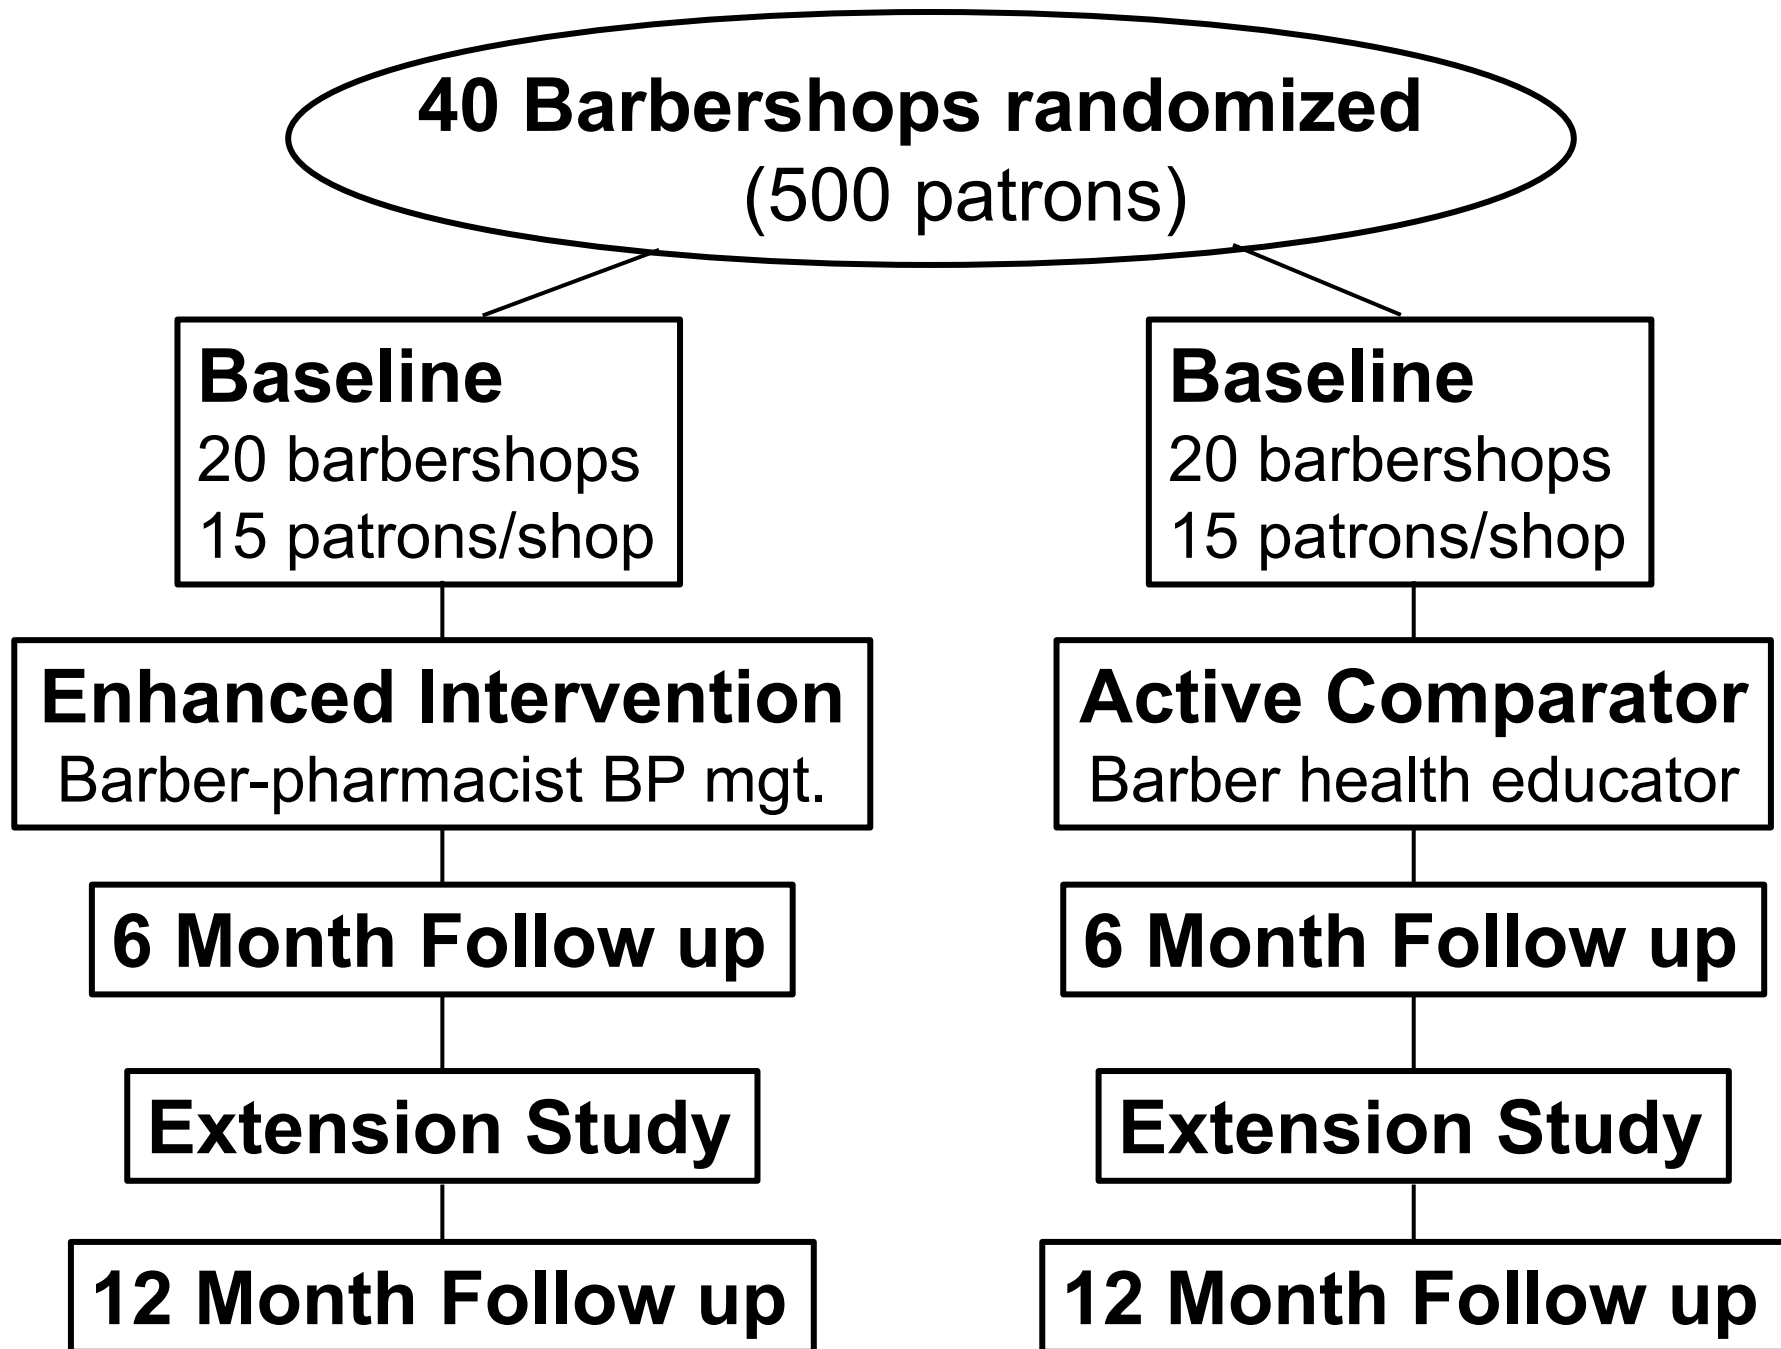 40 Barbershops randomized
(500 patrons)
Baseline
20 barbershops
15 patrons/shop
Baseline
20 barbershops
15 patrons/shop
Enhanced Intervention
Barber-pharmacist BP mgt.
Active Comparator
Barber health educator
6 Month Follow up
6 Month Follow up
Extension Study
Extension Study
12 Month Follow up
12 Month Follow up